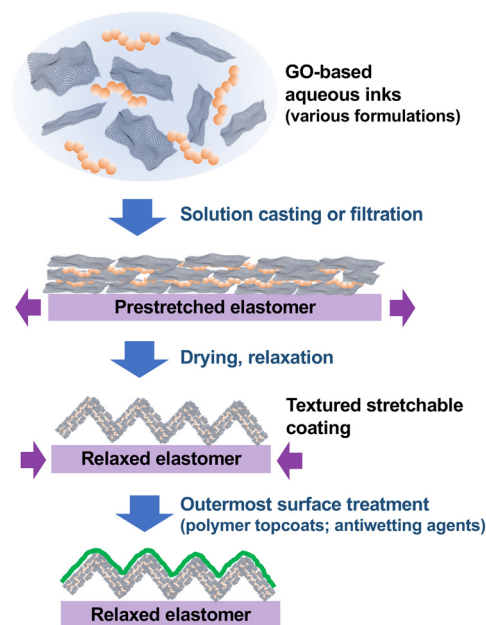 GO-based
aqueous inks
(various formulations)
Solution casting or filtration
Prestretched elastomer
Drying, relaxation
Textured stretchable
coating
Relaxed elastomer
Outermost surface treatment
(polymer topcoats; antiwetting agents)
Relaxed elastomer